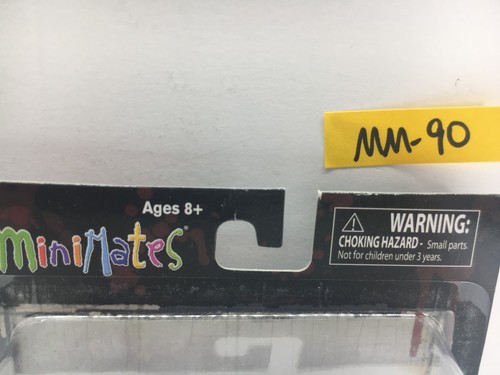 MM-90
Ages 8+
MiniMates
WARNING:
CHOKING HAZARD - Small parts.
Not for children under 3 years.